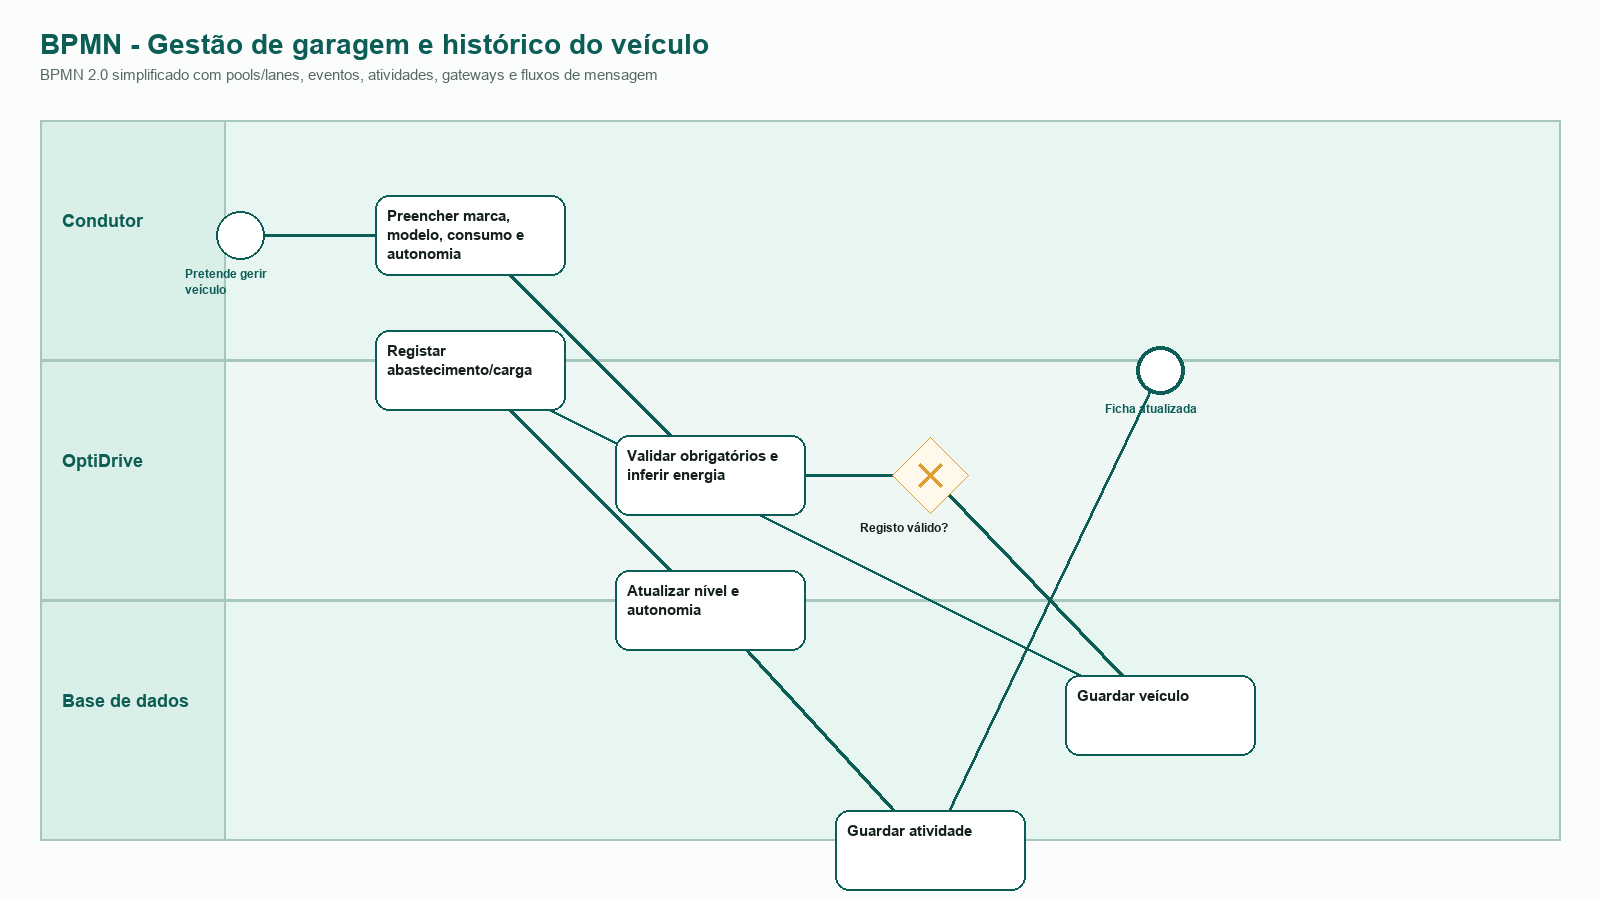 BPMN - Gestão de garagem e histórico do veículo
BPMN 2.0 simplificado com pools/lanes, eventos, atividades, gateways e fluxos de mensagem
Condutor
Pretende gerir
veículo
Preencher marca,
modelo, consumo e
autonomia
Registar
abastecimento/carga
OptiDrive
Validar obrigatórios e
inferir energia
Registo válido?
Ficha atualizada
Atualizar nível e
autonomia
Base de dados
Guardar veículo
Guardar atividade